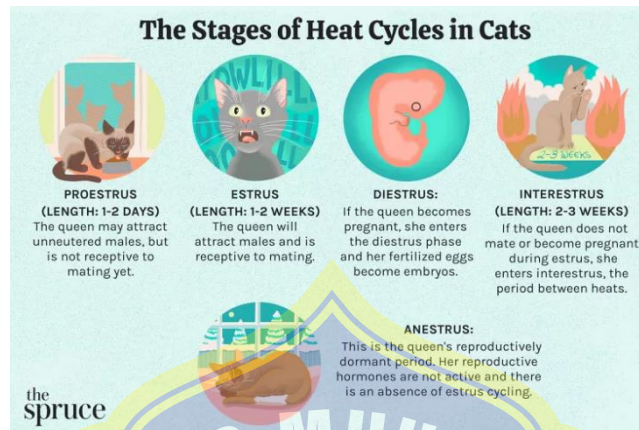 The Stages of Heat Cycles in Cats
PROESTRUS
(LENGTH: 1-2 DAYS)
The queen may attract
unneutered males, but
is not receptive to
mating yet.
ESTRUS
(LENGTH: 1-2 WEEKS)
The queen will
attract males and is
receptive to mating.
DIESTRUS:
If the queen becomes
pregnant, she enters
the diestrus phase
and her fertilized eggs
become embryos.
2-3 WEEKS
INTERESTRUS
(LENGTH: 2-3 WEEKS)
If the queen does not
mate or become pregnant
during estrus, she
enters interestrus, the
period between heats.
ANESTRUS:
This is the queen's reproductively
dormant period. Her reproductive
hormones are not active and there
is an absence of estrus cycling.
the
spruce